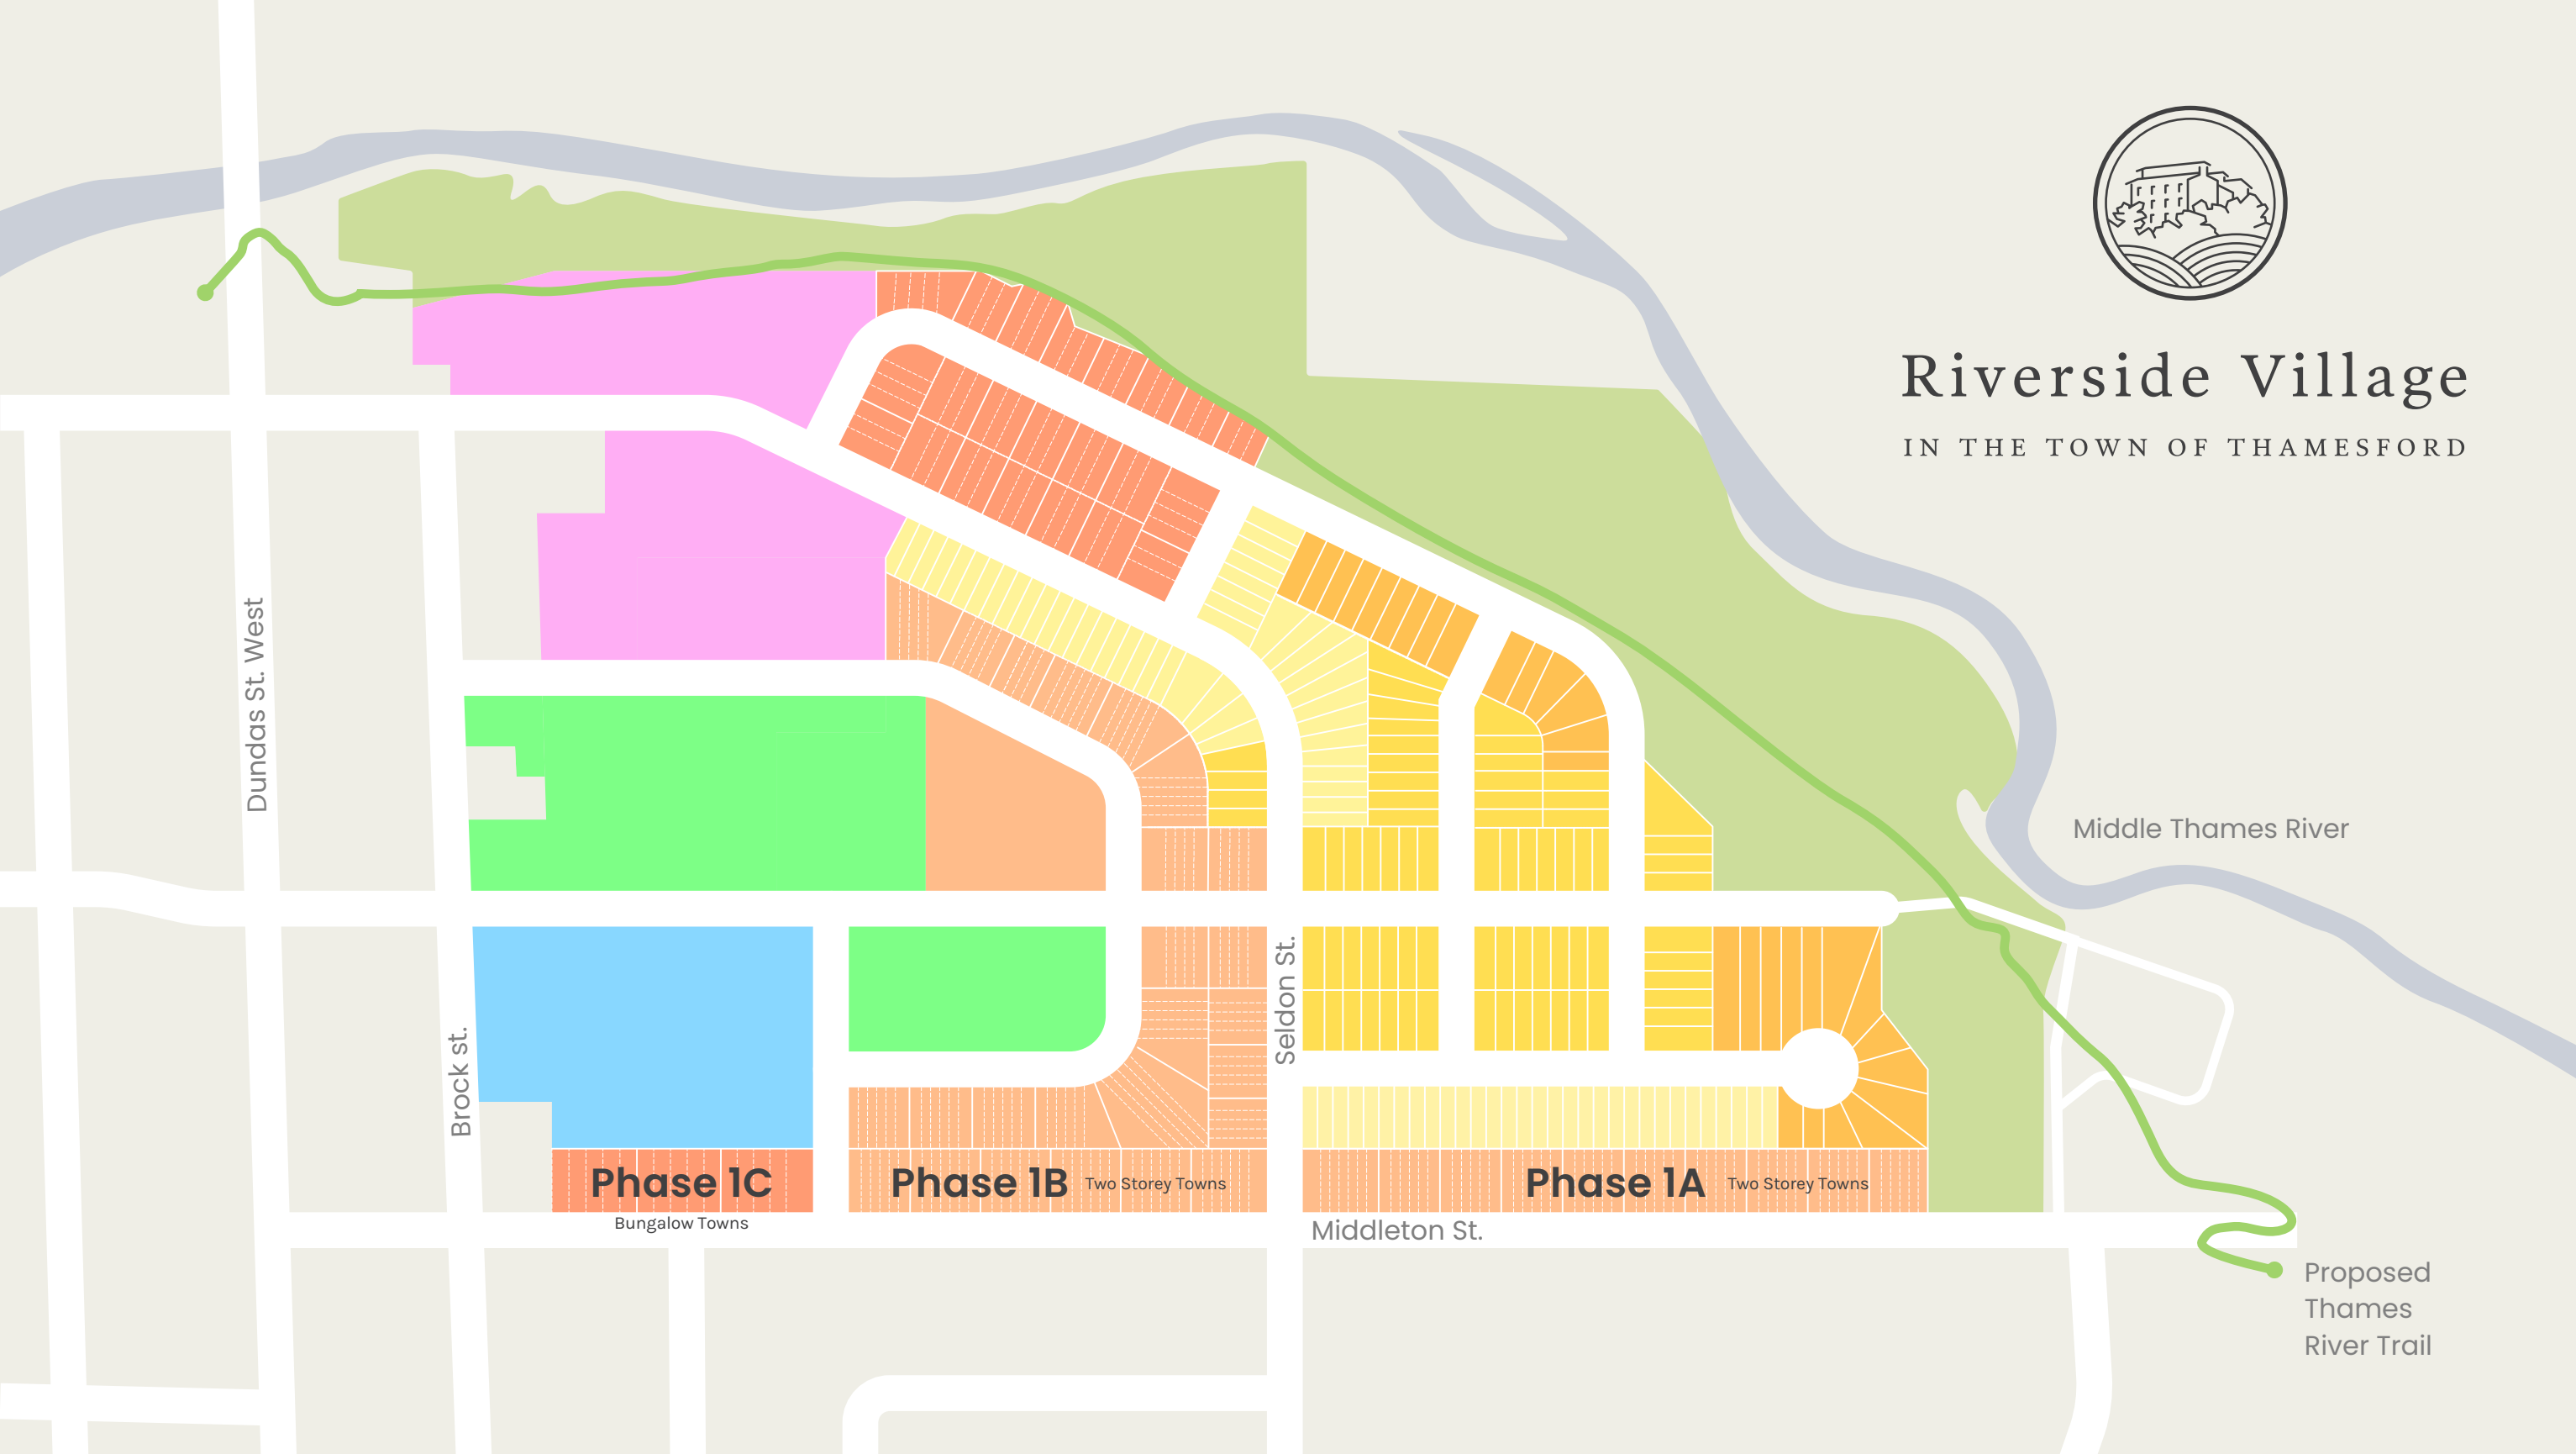 Riverside Village
IN THE TOWN OF THAMESFORD
Dundas St. West
Middle Thames River
Seldon St.
Brock st.
Phase 1C
Bungalow Towns
Phase 1B Two Storey Towns
Phase 1A Two Storey Towns
Middleton St.
Proposed
Thames
River Trail